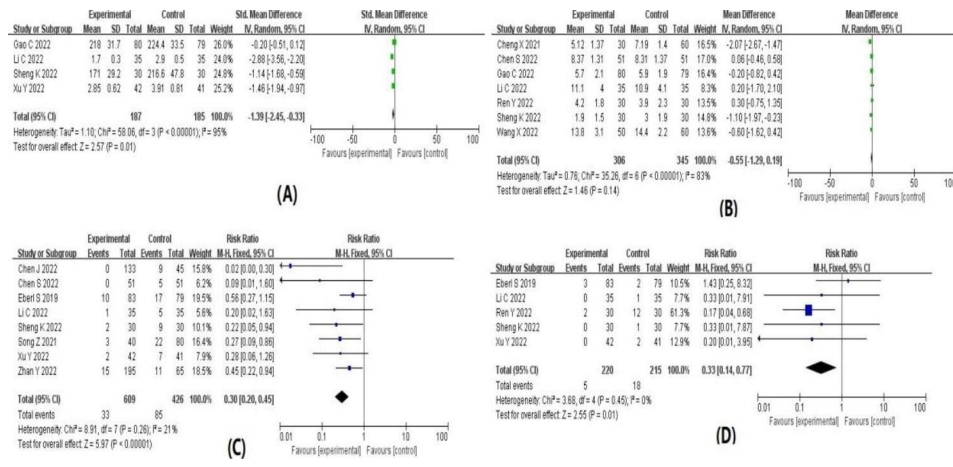 Experimental Control Std. Mean Difference Std. Mean Difference
Study or Subgroup Mean SD Total Mean SD Total Weight IV, Random, 95% CI IV, Random, 95% CI
Gao C 2022 218 31.7 80 224.4 33.5 79 26.0% -0.20 [-0.51, 0.12]
Li C 2022 1.7 0.3 35 2.9 0.5 35 24.0% -2.88 [-3.56, -2.20]
Sheng K 2022 171 29.2 30 216.6 47.8 30 24.8% -1.14 [-1.68, -0.59]
Xu Y 2022 2.85 0.62 42 3.91 0.81 41 25.2% -1.46 [-1.94, -0.97]
Total (95% CI) 187 185 100.0% -1.39 [-2.45, -0.33]
Heterogeneity: Tau² = 1.10; Chi² = 58.06, df = 3 (P < 0.00001); I² = 95%
Test for overall effect: Z = 2.57 (P = 0.01)
-100 -50 0 50 100
Favours [experimental] Favours [control]
(A)
Experimental Control Mean Difference Mean Difference
Study or Subgroup Mean SD Total Mean SD Total Weight IV, Random, 95% CI IV, Random, 95% CI
Cheng X 2021 5.12 1.37 30 7.19 1.4 60 16.5% -2.07 [-2.67, -1.47]
Chen S 2022 8.37 1.31 51 8.31 1.37 51 0.06 [-0.46, 0.58]
Gao C 2022 5.7 2.1 80 5.9 1.9 79 -0.20 [-0.82, 0.42]
Li C 2022 11.1 4 35 10.9 4.1 35 0.20 [-1.70, 2.10]
Ren Y 2022 4.2 1.8 30 3.9 2.3 30 0.30 [-0.75, 1.35]
Sheng K 2022 1.9 1.5 30 3 1.9 30 -1.10 [-1.97, -0.23]
Wang X 2022 13.8 3.1 50 14.4 2.2 60 -0.60 [-1.62, 0.42]
Total (95% CI) 306 345 100.0% -0.55 [-1.29, 0.19]
Heterogeneity: Tau² = 0.76; Chi² = 35.26, df = 6 (P < 0.00001); I² = 83%
Test for overall effect: Z = 1.46 (P = 0.14)
-100 -50 0 50 100
Favours [experimental] Favours [control]
(B)
Experimental Control Risk Ratio Risk Ratio
Study or Subgroup Events Total Events Total Weight M-H, Fixed, 95% CI M-H, Fixed, 95% CI
Chen J 2022 0 133 9 45 15.8% 0.02 [0.00, 0.30]
Chen S 2022 0 51 5 51 6.2% 0.09 [0.01, 1.60]
Eberl S 2019 10 83 17 79 19.7% 0.56 [0.27, 1.15]
Li C 2022 1 35 5 35 5.7% 0.20 [0.02, 1.63]
Sheng K 2022 2 30 9 30 10.2% 0.22 [0.05, 0.94]
Song Z 2021 3 40 22 80 16.6% 0.27 [0.09, 0.86]
Xu Y 2022 2 42 7 41 8.0% 0.28 [0.06, 1.26]
Zhan Y 2022 15 195 11 65 18.7% 0.45 [0.22, 0.94]
Total (95% CI) 609 426 100.0% 0.30 [0.20, 0.45]
Total events 33 85
Heterogeneity: Chi² = 8.91, df = 7 (P = 0.26); I² = 21%
Test for overall effect: Z = 5.97 (P < 0.00001)
0.01 0.1 1 10 100
Favours [experimental] Favours [control]
(C)
Experimental Control Risk Ratio Risk Ratio
Study or Subgroup Events Total Events Total Weight M-H, Fixed, 95% CI M-H, Fixed, 95% CI
Eberl S 2019 3 83 2 79 10.5% 1.43 [0.25, 8.32]
Li C 2022 0 35 1 35 7.7% 0.33 [0.01, 7.91]
Ren Y 2022 2 30 12 30 61.3% 0.17 [0.04, 0.68]
Sheng K 2022 0 30 1 30 7.7% 0.33 [0.01, 7.87]
Xu Y 2022 0 42 2 41 12.9% 0.20 [0.01, 3.95]
Total (95% CI) 220 215 100.0% 0.33 [0.14, 0.77]
Total events 5 18
Heterogeneity: Chi² = 3.68, df = 4 (P = 0.45); I² = 0%
Test for overall effect: Z = 2.55 (P = 0.01)
0.01 0.1 1 10 100
Favours [experimental] Favours [control]
(D)